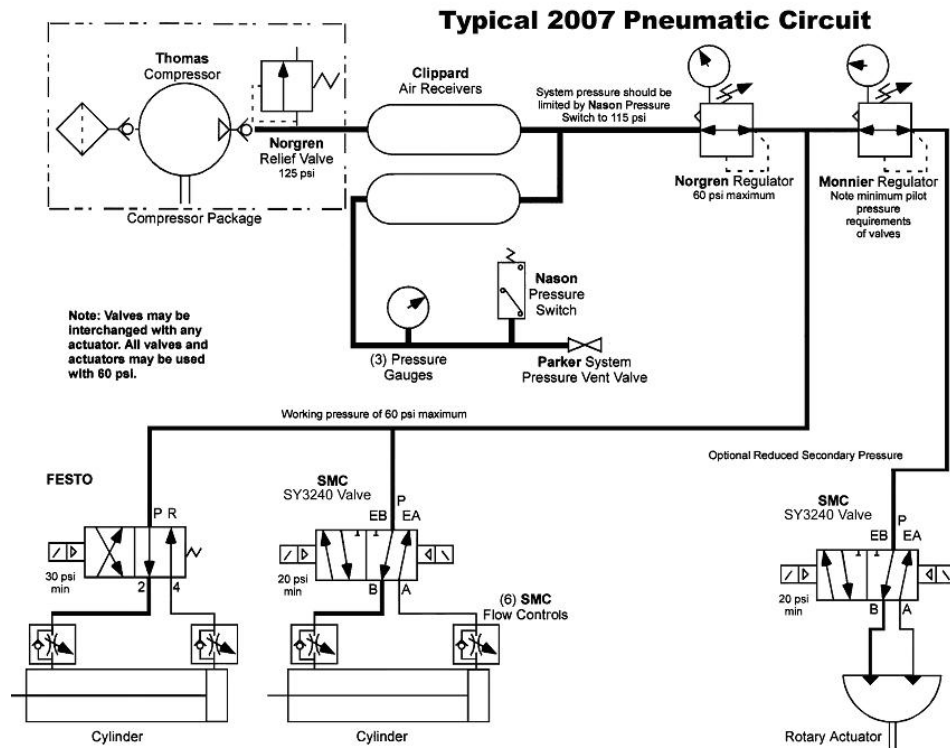 Typical 2007 Pneumatic Circuit
Thomas
Compressor
Norgren
Relief Valve
125 psi
Compressor Package
Clippard
Air Receivers
System pressure should be
limited by Nason Pressure
Switch to 115 psi
Norgren Regulator
60 psi maximum
Monnier Regulator
Note minimum pilot
pressure
requirements
of valves
Nason
Pressure
Switch
(3) Pressure
Gauges
Parker System
Pressure Vent Valve
Note: Valves may be
interchanged with any
actuator. All valves and
actuators may be used
with 60 psi.
Working pressure of 60 psi maximum
Optional Reduced Secondary Pressure
FESTO
P R
30 psi
min
2 4
Cylinder
SMC
SY3240 Valve
P
EB EA
20 psi
min
B A
(6) SMC
Flow Controls
Cylinder
SMC
SY3240 Valve
P
EB EA
20 psi
min
B A
Rotary Actuator